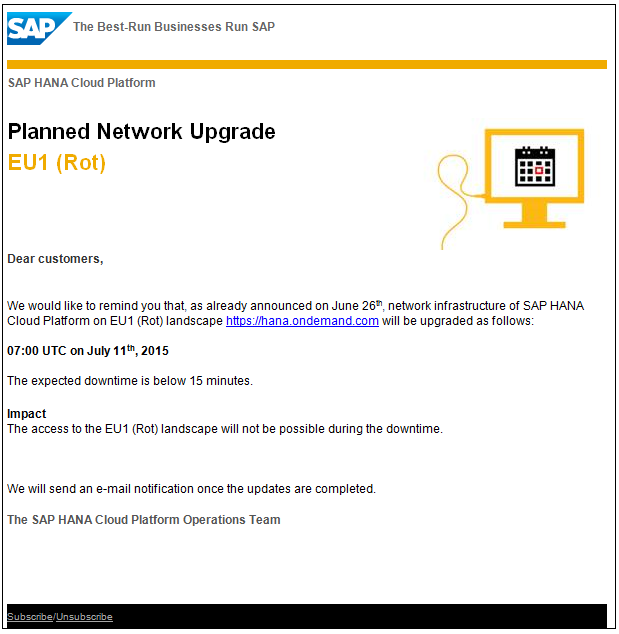 SAP The Best-Run Businesses Run SAP
SAP HANA Cloud Platform
Planned Network Upgrade
EU1 (Rot)
Dear customers,
We would like to remind you that, as already announced on June 26th, network infrastructure of SAP HANA
Cloud Platform on EU1 (Rot) landscape https://hana.ondemand.com will be upgraded as follows:
07:00 UTC on July 11th, 2015
The expected downtime is below 15 minutes.
Impact
The access to the EU1 (Rot) landscape will not be possible during the downtime.
We will send an e-mail notification once the updates are completed.
The SAP HANA Cloud Platform Operations Team
Subscribe/Unsubscribe